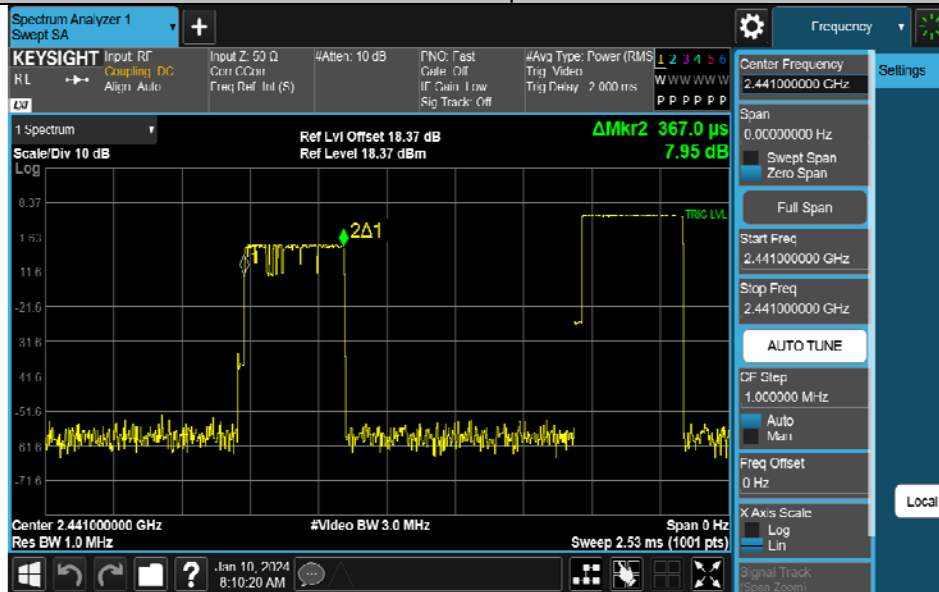 Spectrum Analyzer 1
Swept SA
Frequency
KEYSIGHT
RL
LXI
Input: RF
Coupling: DC
Align: Auto
Input Z: 50 Ω
Corr CCorr
Freq Ref: Int (S)
#Atten: 10 dB
PNO: Fast
Gate: Off
IF Gain: Low
Sig Track: Off
#Avg Type: Power (RMS
Trig: Video
Trig Delay: 2.000 ms
1 2 3 4 5 6
W W W W W W
P P P P P P
1 Spectrum
Scale/Div 10 dB
Log
Ref Lvl Offset 18.37 dB
Ref Level 18.37 dBm
ΔMkr2 367.0 µs
7.95 dB
8.37
-1.63
-11.6
-21.6
-31.6
-41.6
-51.6
-61.6
-71.6
2Δ1
TRIG LVL
Center 2.441000000 GHz
Res BW 1.0 MHz
#Video BW 3.0 MHz
Span 0 Hz
Sweep 2.53 ms (1001 pts)
Jan 10, 2024
8:10:20 AM
Center Frequency
2.441000000 GHz
Settings
Span
0.00000000 Hz
Swept Span
Zero Span
Full Span
Start Freq
2.441000000 GHz
Stop Freq
2.441000000 GHz
AUTO TUNE
CF Step
1.000000 MHz
Auto
Man
Freq Offset
0 Hz
Local
X Axis Scale
Log
Lin
Signal Track
(Span Zoom)